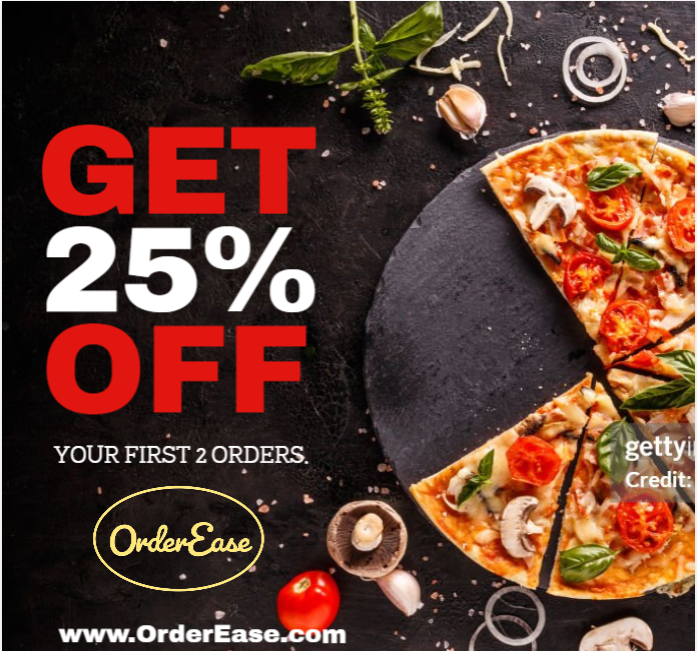 GET
25%
OFF
YOUR FIRST 2 ORDERS.
gettyi
Credit:
OrderEase
www.OrderEase.com